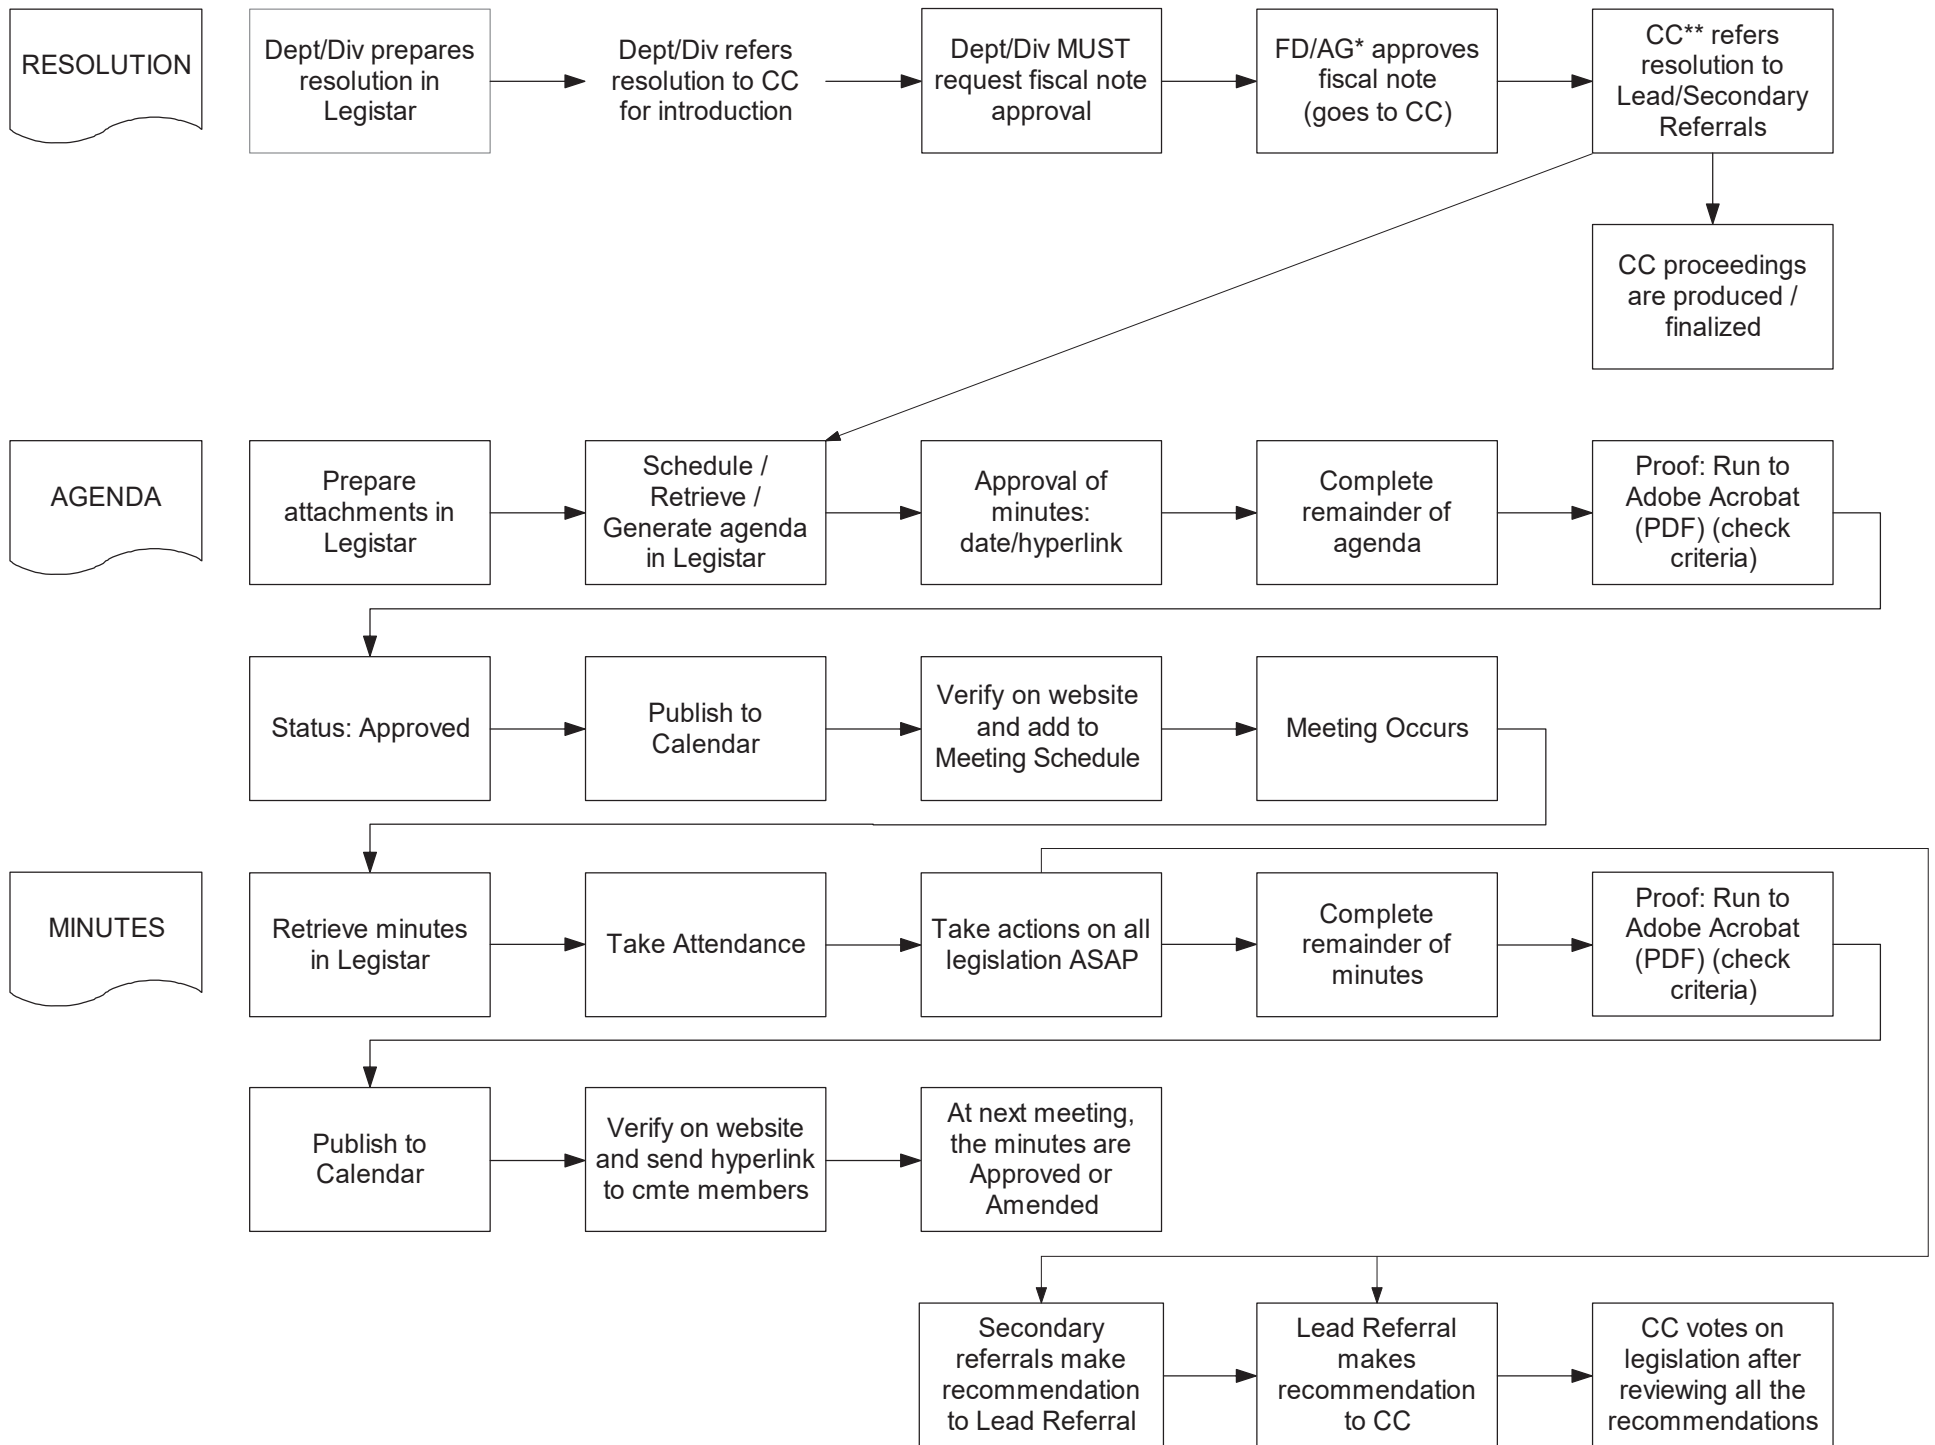 RESOLUTION
Dept/Div prepares
resolution in
Legistar
Dept/Div refers
resolution to CC
for introduction
Dept/Div MUST
request fiscal note
approval
FD/AG* approves
fiscal note
(goes to CC)
CC** refers
resolution to
Lead/Secondary
Referrals
CC proceedings
are produced /
finalized
AGENDA
Prepare
attachments in
Legistar
Schedule /
Retrieve /
Generate agenda
in Legistar
Approval of
minutes:
date/hyperlink
Complete
remainder of
agenda
Proof: Run to
Adobe Acrobat
(PDF) (check
criteria)
Status: Approved
Publish to
Calendar
Verify on website
and add to
Meeting Schedule
Meeting Occurs
MINUTES
Retrieve minutes
in Legistar
Take Attendance
Take actions on all
legislation ASAP
Complete
remainder of
minutes
Proof: Run to
Adobe Acrobat
(PDF) (check
criteria)
Publish to
Calendar
Verify on website
and send hyperlink
to cmte members
At next meeting,
the minutes are
Approved or
Amended
Secondary
referrals make
recommendation
to Lead Referral
Lead Referral
makes
recommendation
to CC
CC votes on
legislation after
reviewing all the
recommendations